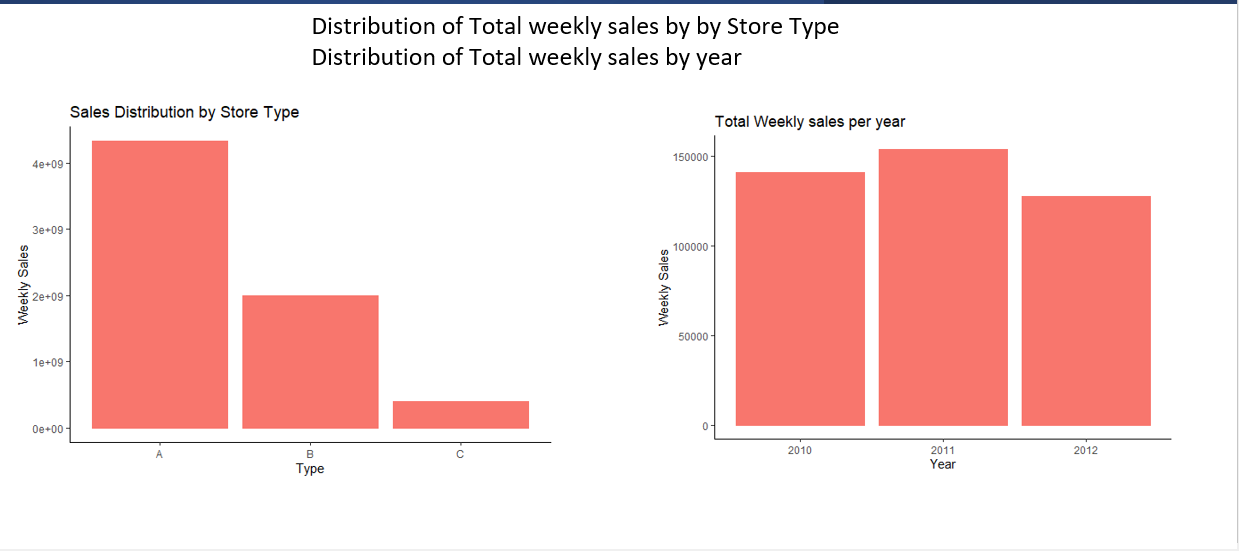 Distribution of Total weekly sales by by Store Type
Distribution of Total weekly sales by year
Sales Distribution by Store Type
Weekly Sales
4e+09
3e+09
2e+09
1e+09
0e+00
A B C
Type
Total Weekly sales per year
Weekly Sales
150000
100000
50000
0
2010 2011 2012
Year